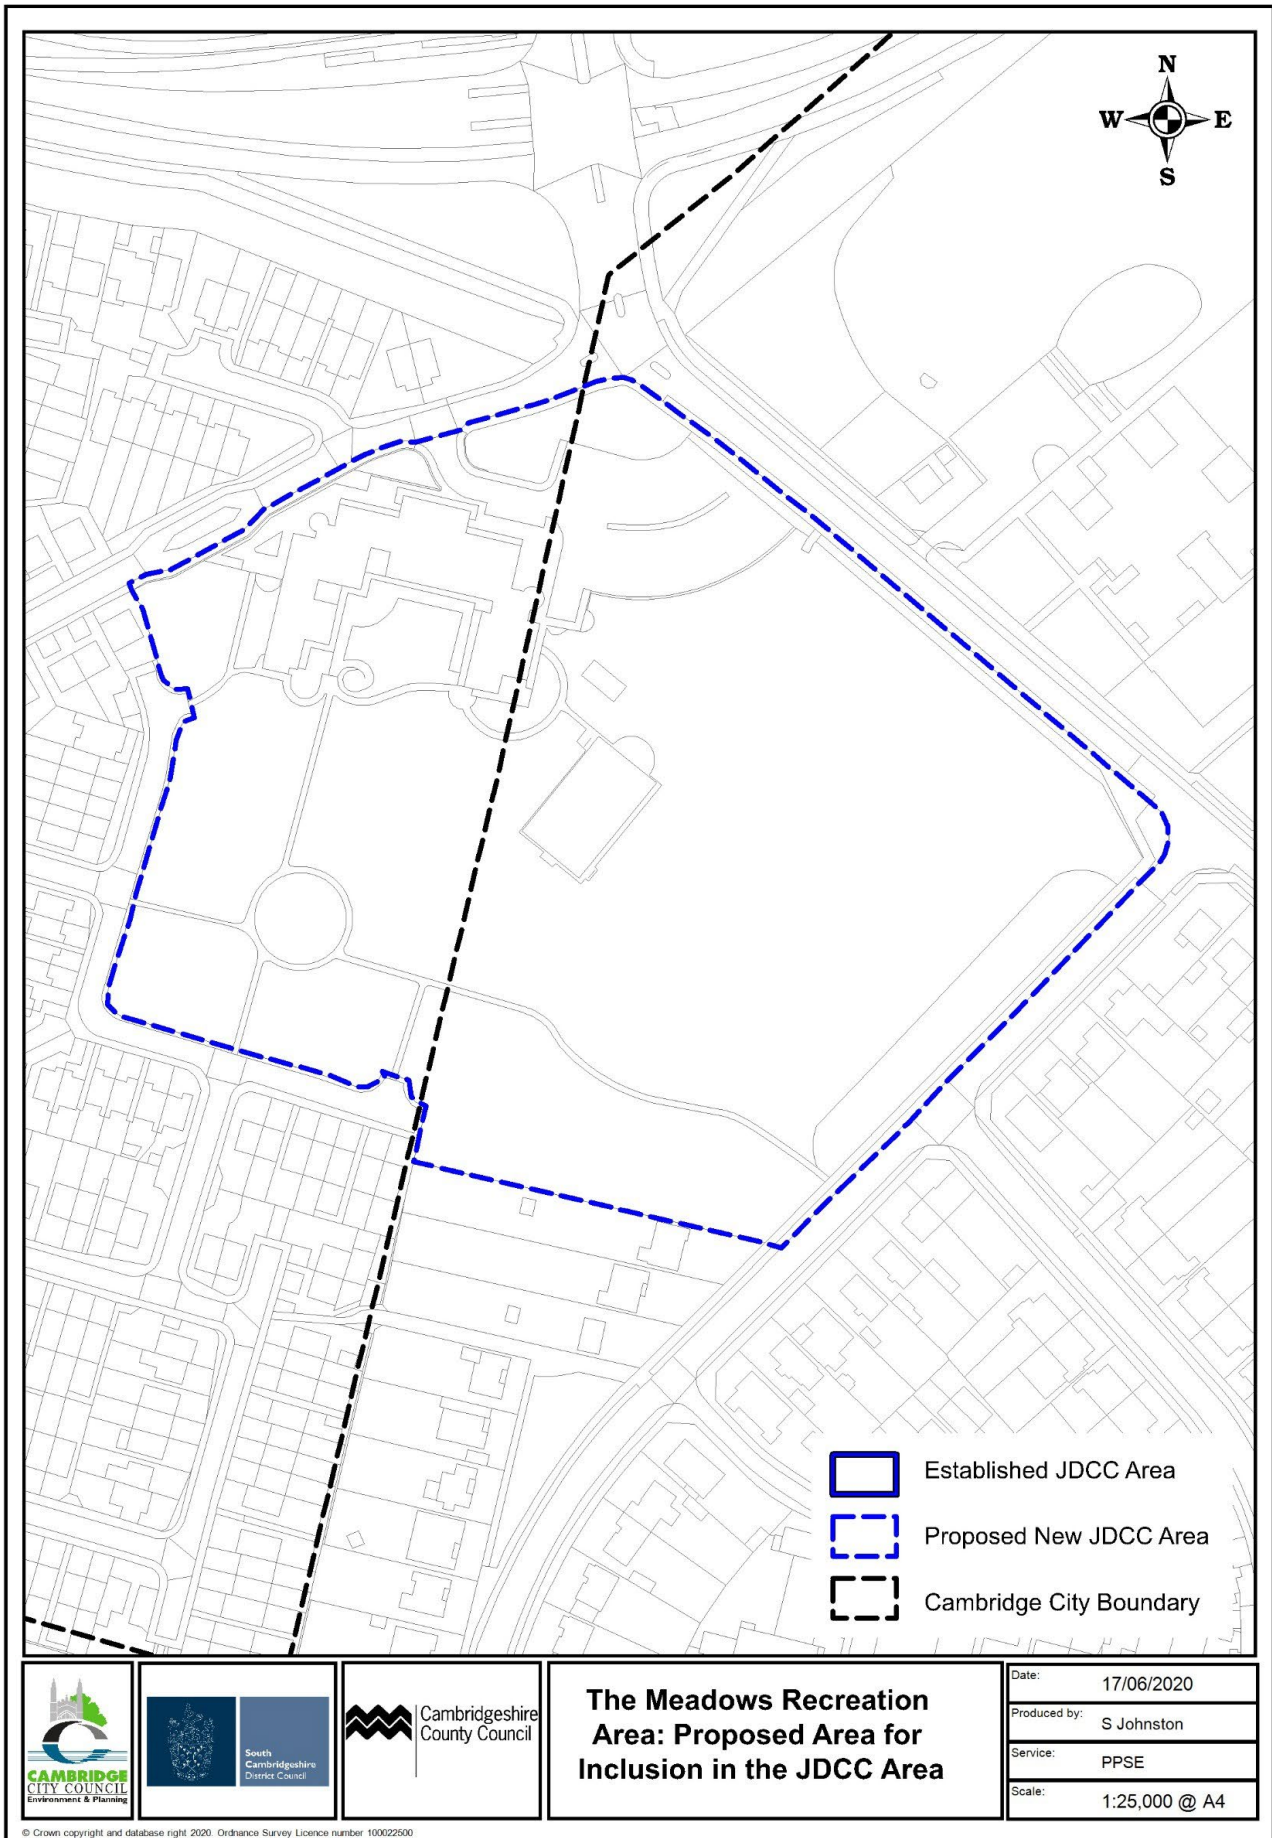 N
W E
S
Established JDCC Area
Proposed New JDCC Area
Cambridge City Boundary
CAMBRIDGE
CITY COUNCIL
Environment & Planning
South
Cambridgeshire
District Council
Cambridgeshire
County Council
The Meadows Recreation
Area: Proposed Area for
Inclusion in the JDCC Area
Date: 17/06/2020
Produced by: S Johnston
Service: PPSE
Scale: 1:25,000 @ A4
© Crown copyright and database right 2020. Ordnance Survey Licence number 100022500